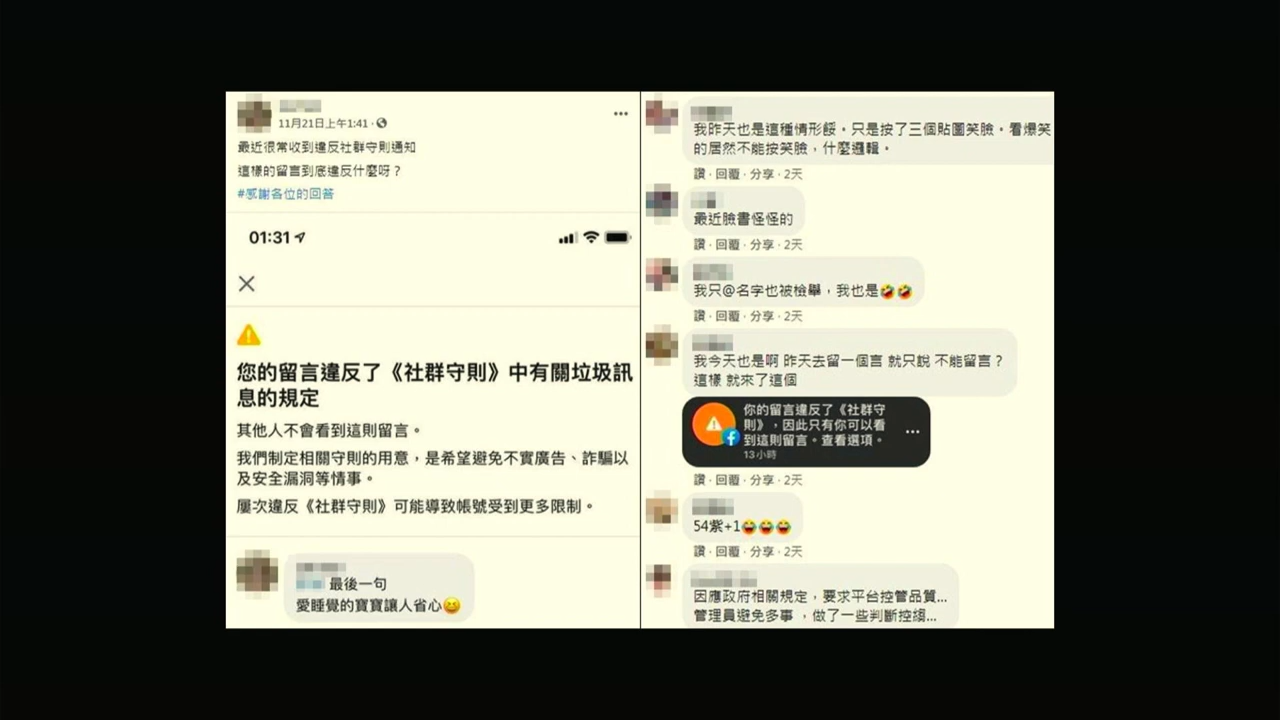 11月21日上午1:41
最近很常收到違反社群守則通知
這樣的留言到底違反什麼呀？
#感謝各位的回答
01:31
您的留言違反了《社群守則》中有關垃圾訊
息的規定
其他人不會看到這則留言。
我們制定相關守則的用意，是希望避免不實廣告、詐騙以
及安全漏洞等情事。
屢次違反《社群守則》可能導致帳號受到更多限制。
最後一句
愛睡覺的寶寶讓人省心😆
我昨天也是這種情形餒。只是按了三個貼圖笑臉。看爆笑
的居然不能按笑臉，什麼邏輯。
讚·回覆·分享·2天
最近臉書怪怪的
讚·回覆·分享·2天
我只@名字也被檢舉，我也是🤣🤣
讚·回覆·分享·2天
我今天也是啊 昨天去留一個言 就只說 不能留言？
這樣 就來了這個
你的留言違反了《社群守
則》，因此只有你可以看
到這則留言。查看選項。
13小時
讚·回覆·分享·2天
54紫+1😂😂😂
讚·回覆·分享·2天
因應政府相關規定，要求平台控管品質...
管理員避免多事 ，做了一些判斷控縐...